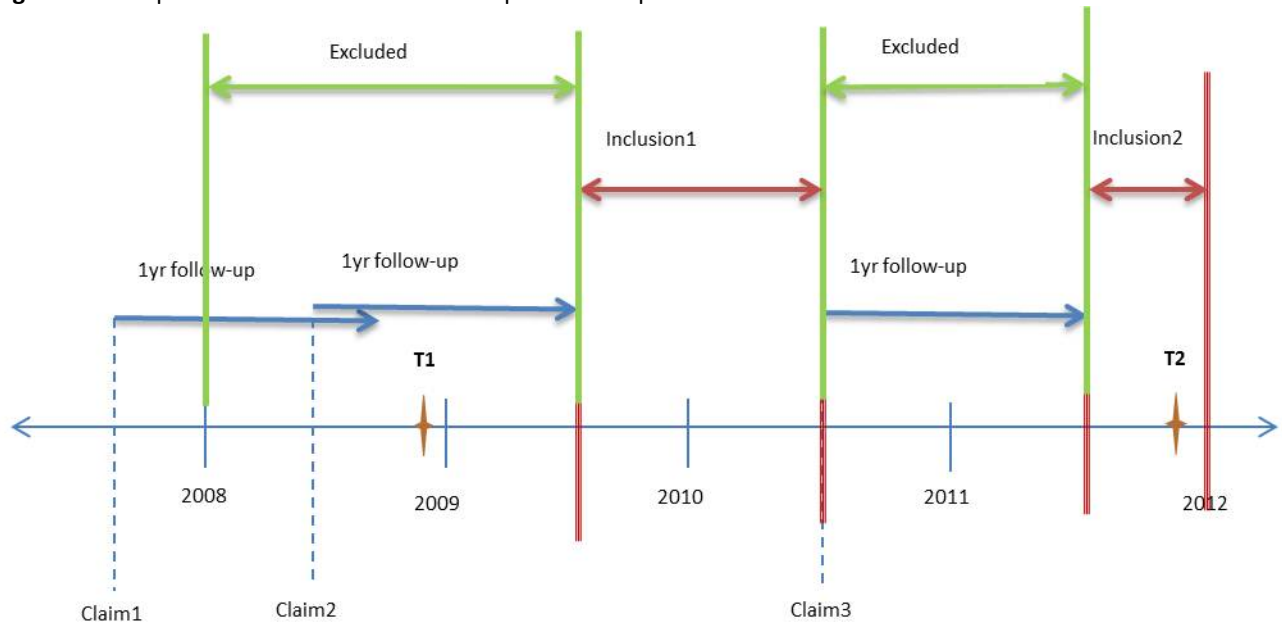 Excluded
Excluded
Inclusion1
Inclusion2
1yr follow-up
1yr follow-up
1yr follow-up
T1
T2
2008
2009
2010
2011
2012
Claim1
Claim2
Claim3